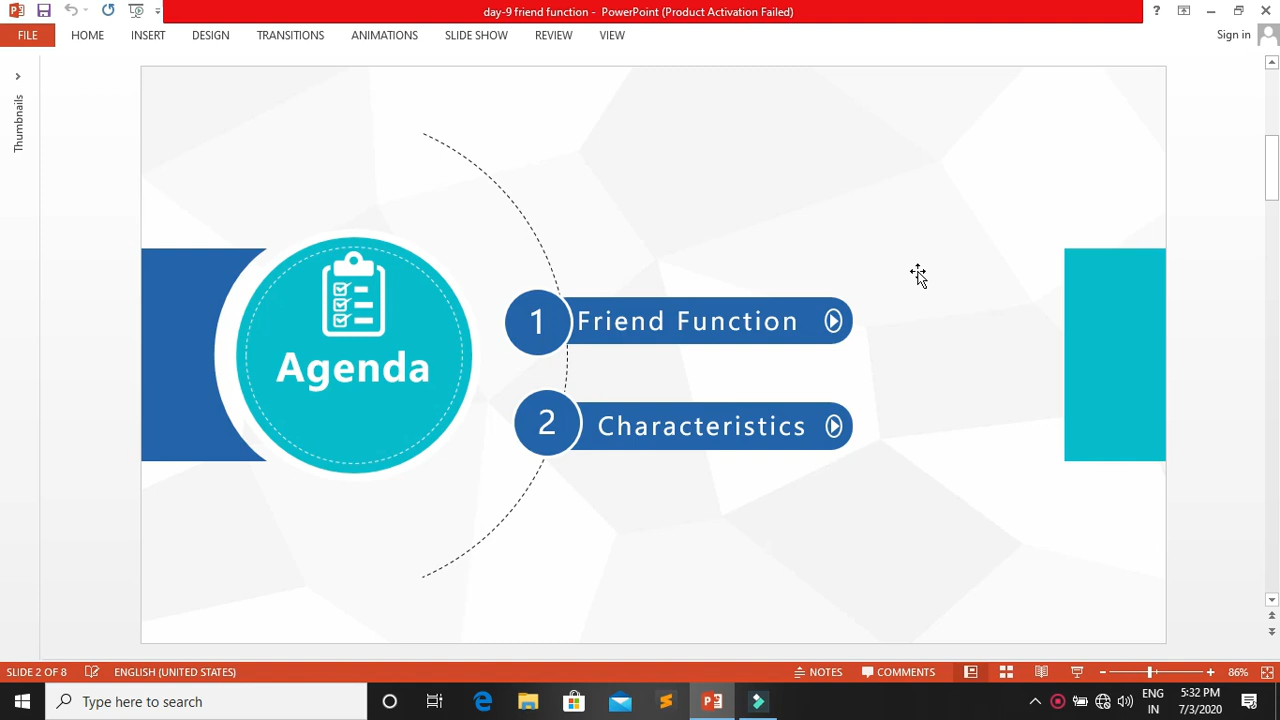 day-9 friend function - PowerPoint (Product Activation Failed)
?
FILE HOME INSERT DESIGN TRANSITIONS ANIMATIONS SLIDE SHOW REVIEW VIEW Sign in
Thumbnails
Agenda
1 Friend Function
2 Characteristics
SLIDE 2 OF 8 ENGLISH (UNITED STATES) NOTES COMMENTS 86%
Type here to search
ENG
IN
5:32 PM
7/3/2020